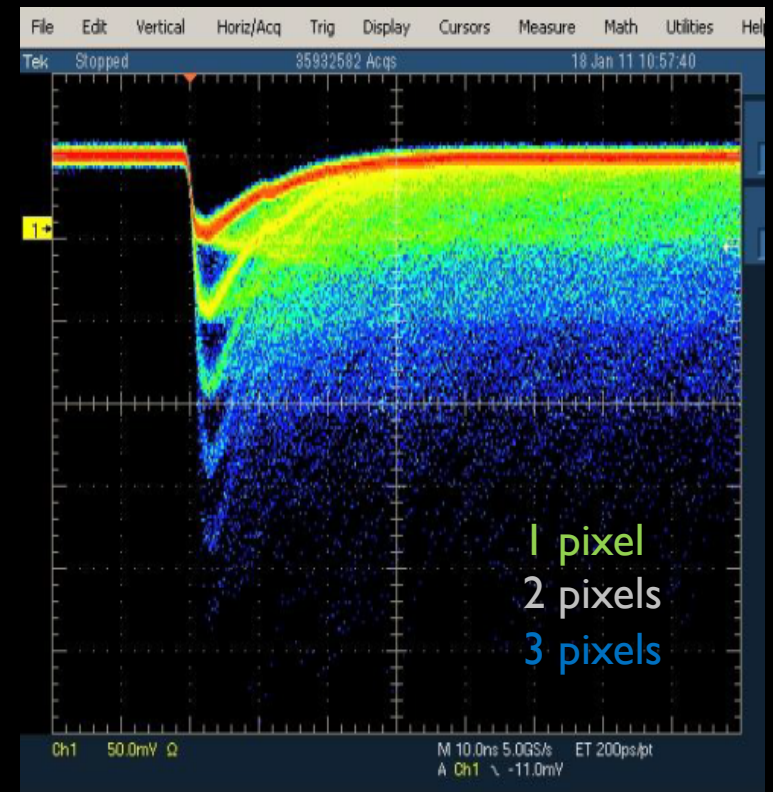 File Edit Vertical Horiz/Acq Trig Display Cursors Measure Math Utilities Hel
Tek Stopped 35932582 Acqs 18 Jan 11 10:57:40
1
1 pixel
2 pixels
3 pixels
Ch1 50.0mV Ω M 10.0ns 5.0GS/s ET 200ps/pt
A Ch1 \ -11.0mV